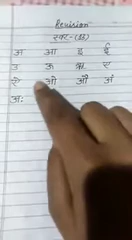 Revision
स्वर-(13)
अ आ इ ई
उ ऊ ऋ ए
ऐ ओ औ अं
अः